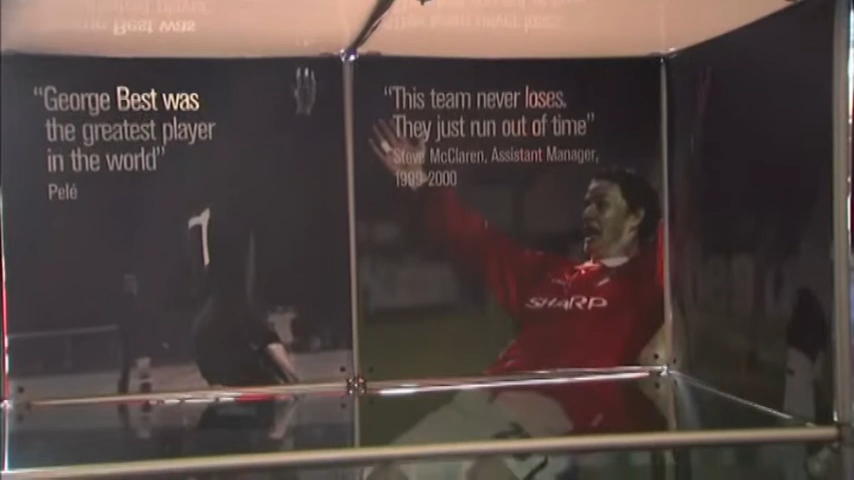 “George Best was
the greatest player
in the world”
Pelé
“This team never loses.
They just run out of time”
Steve McClaren, Assistant Manager,
1999-2000
SHARP